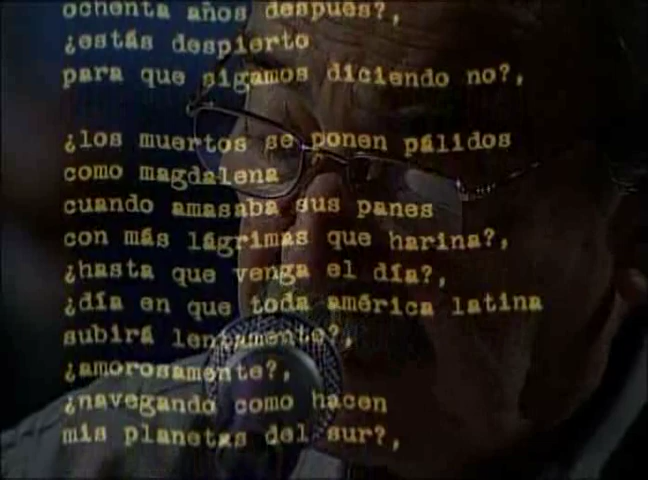 ochenta años después?,
¿estás despierto
para que sigamos diciendo no?,
¿los muertos se ponen pálidos
como magdalena
cuando amasaba sus panes
con más lágrimas que harina?,
¿hasta que venga el día?,
¿día en que toda américa latina
subirá lentamente?,
¿amorosamente?,
¿navegando como hacen
mis planetas del sur?,